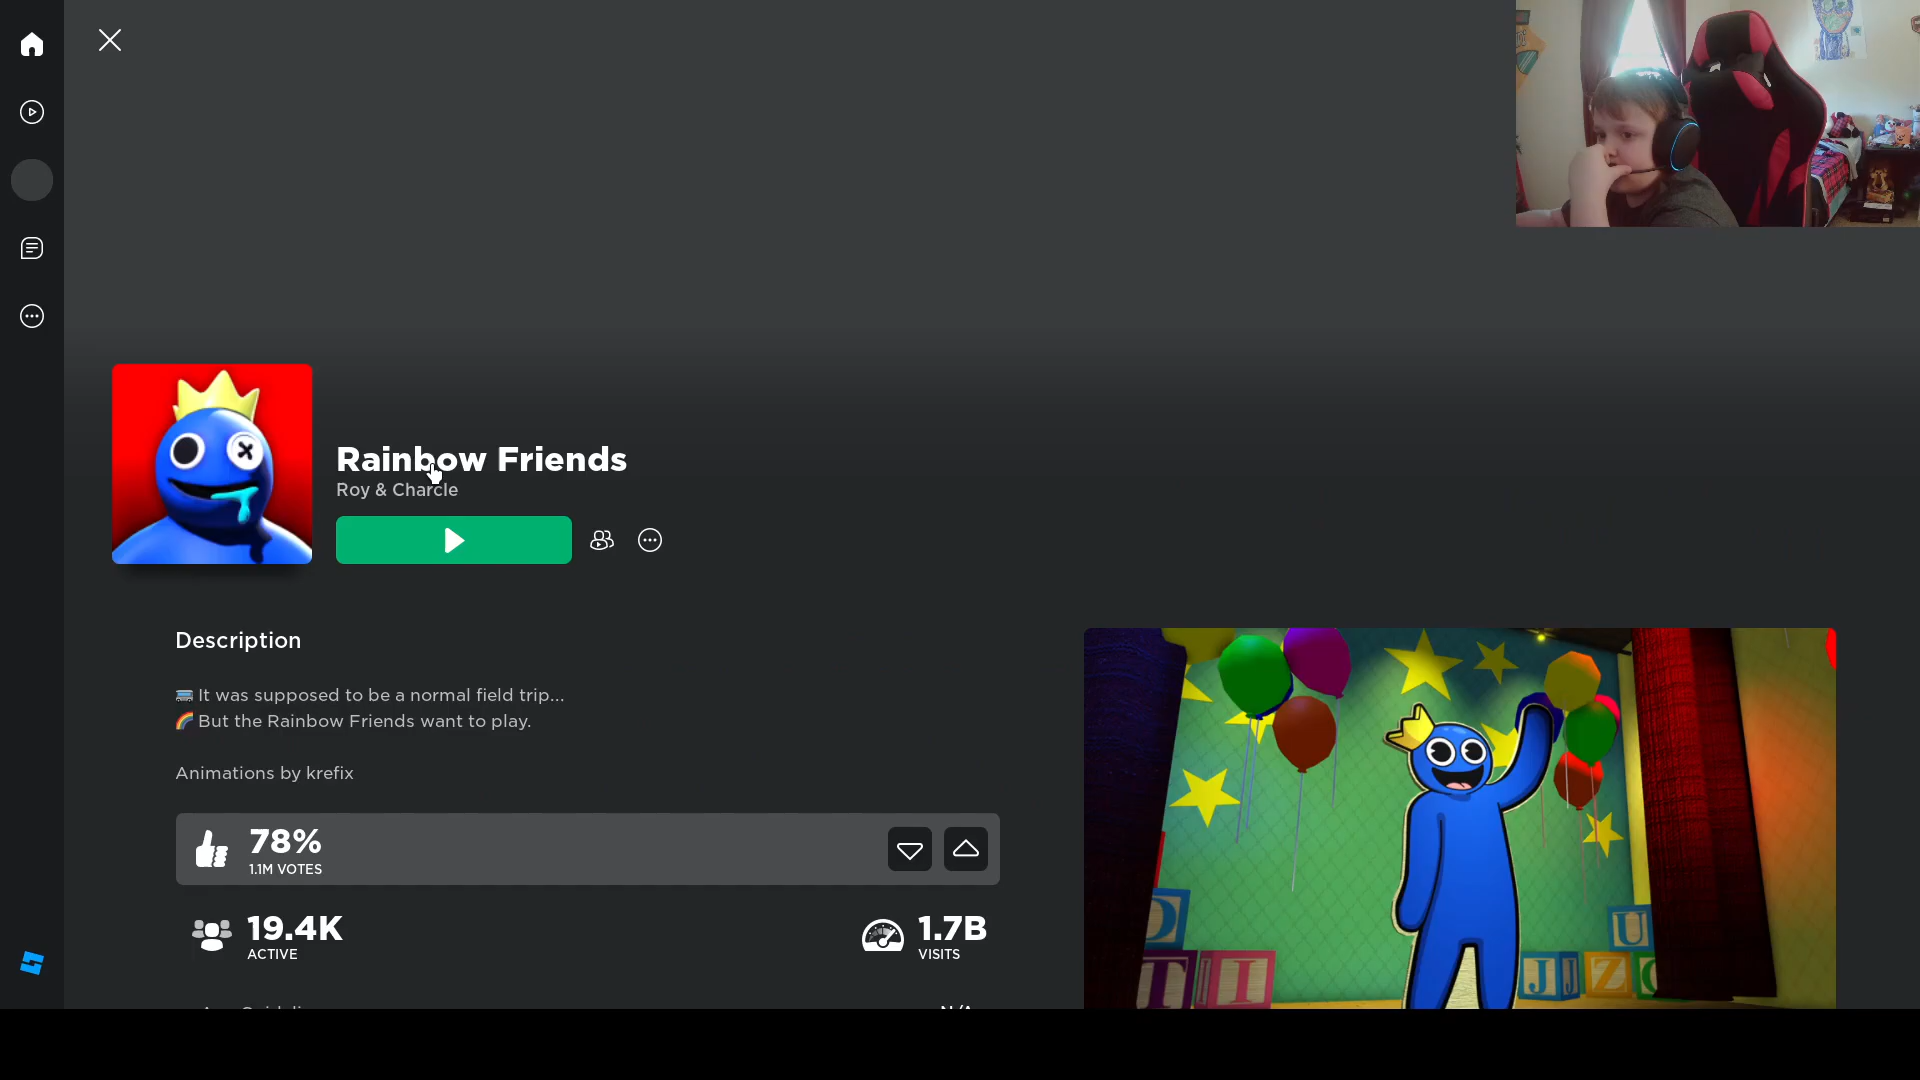 Rainbow Friends
Roy & Charcle
Description
It was supposed to be a normal field trip...
But the Rainbow Friends want to play.
Animations by krefix
78%
1.1M VOTES
19.4K
ACTIVE
1.7B
VISITS
U
T I
J J Z